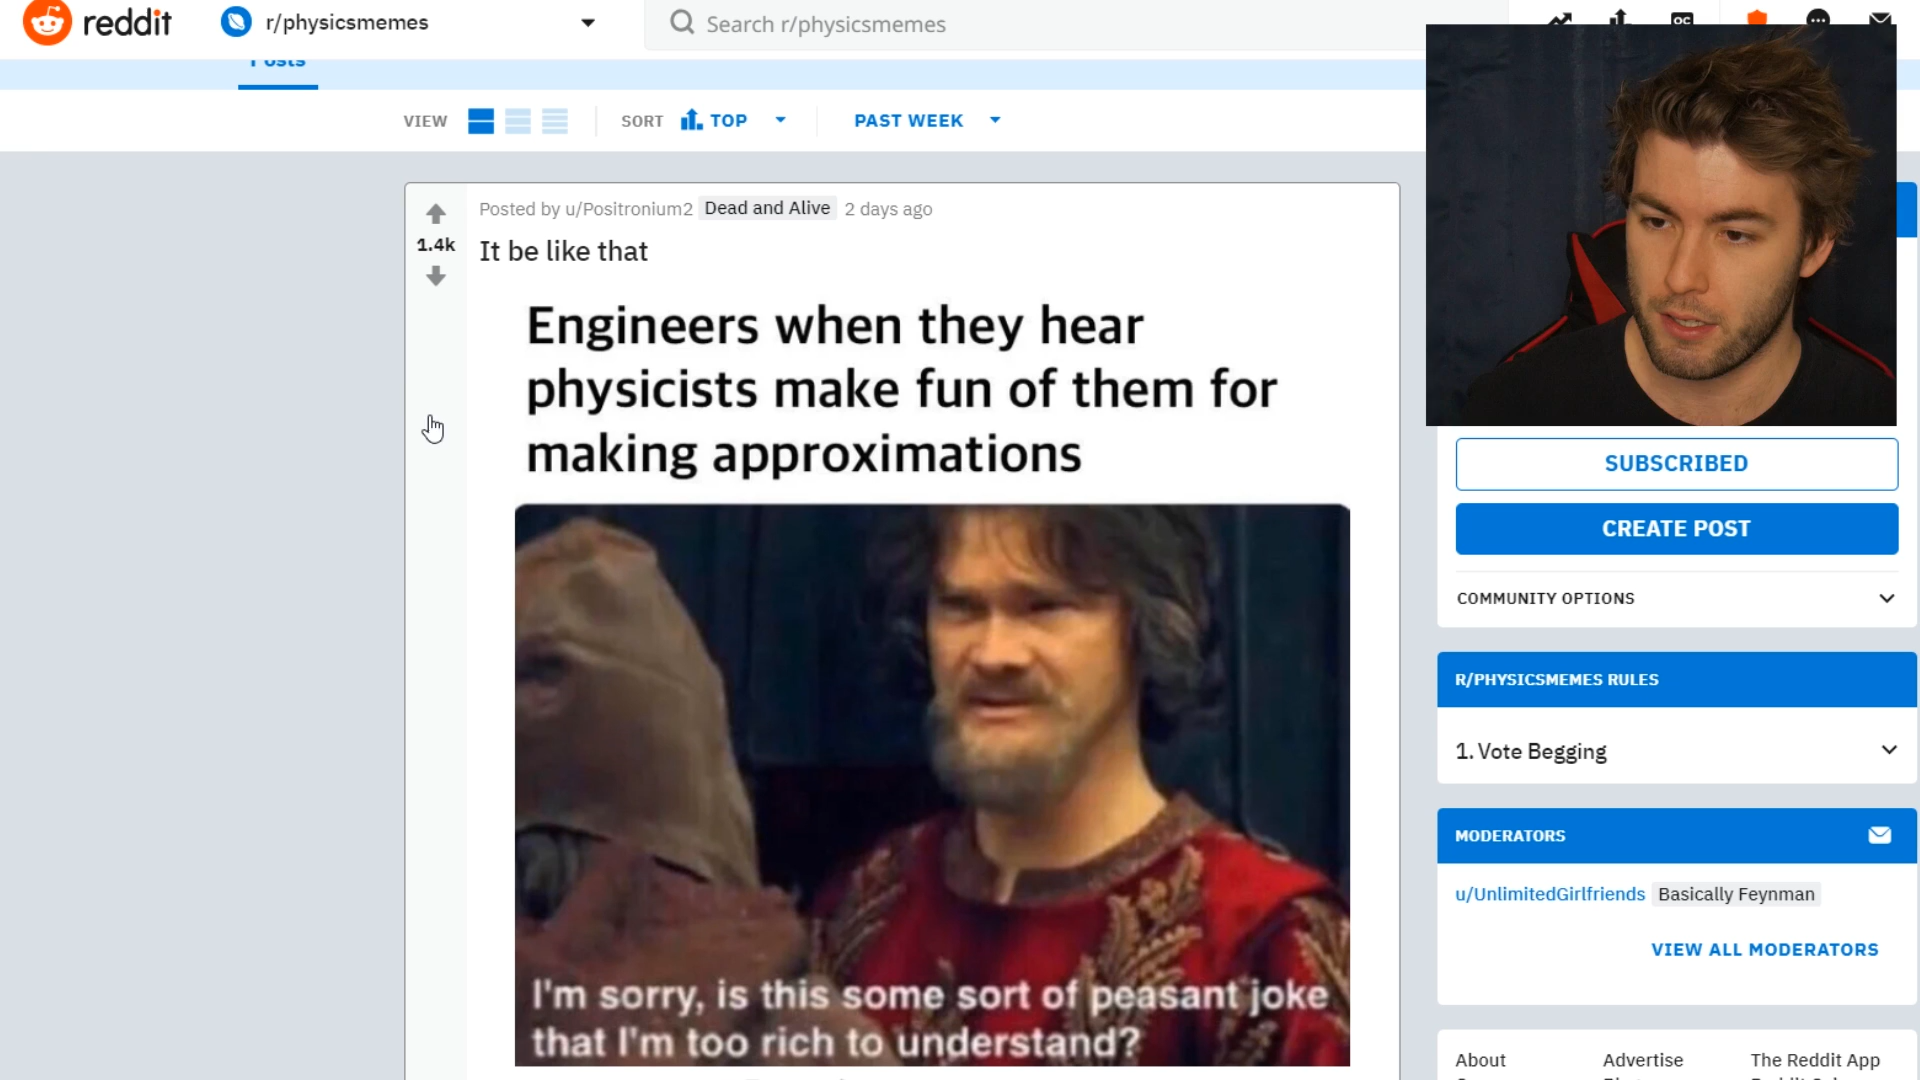 reddit
r/physicsmemes
Search r/physicsmemes
OC
Posts
VIEW
SORT
TOP
PAST WEEK
Posted by u/Positronium2 Dead and Alive 2 days ago
1.4k
It be like that
Engineers when they hear
physicists make fun of them for
making approximations
I'm sorry, is this some sort of peasant joke
that I'm too rich to understand?
SUBSCRIBED
CREATE POST
COMMUNITY OPTIONS
R/PHYSICSMEMES RULES
1. Vote Begging
MODERATORS
u/UnlimitedGirlfriends Basically Feynman
VIEW ALL MODERATORS
About Advertise The Reddit App